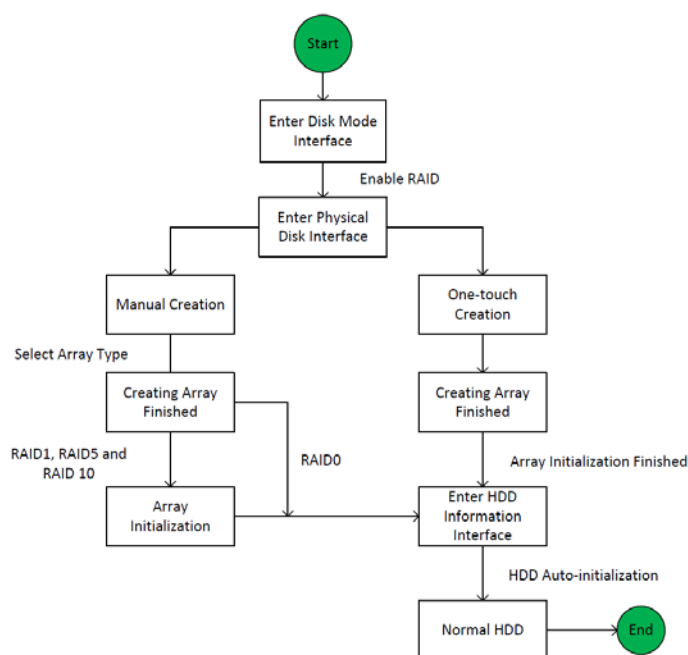 Start
Enter Disk Mode
Interface
Enable RAID
Enter Physical
Disk Interface
Manual Creation
One-touch
Creation
Select Array Type
Creating Array
Finished
Creating Array
Finished
RAID1, RAID5 and
RAID 10
RAID0
Array Initialization Finished
Array
Initialization
Enter HDD
Information
Interface
HDD Auto-initialization
Normal HDD
End